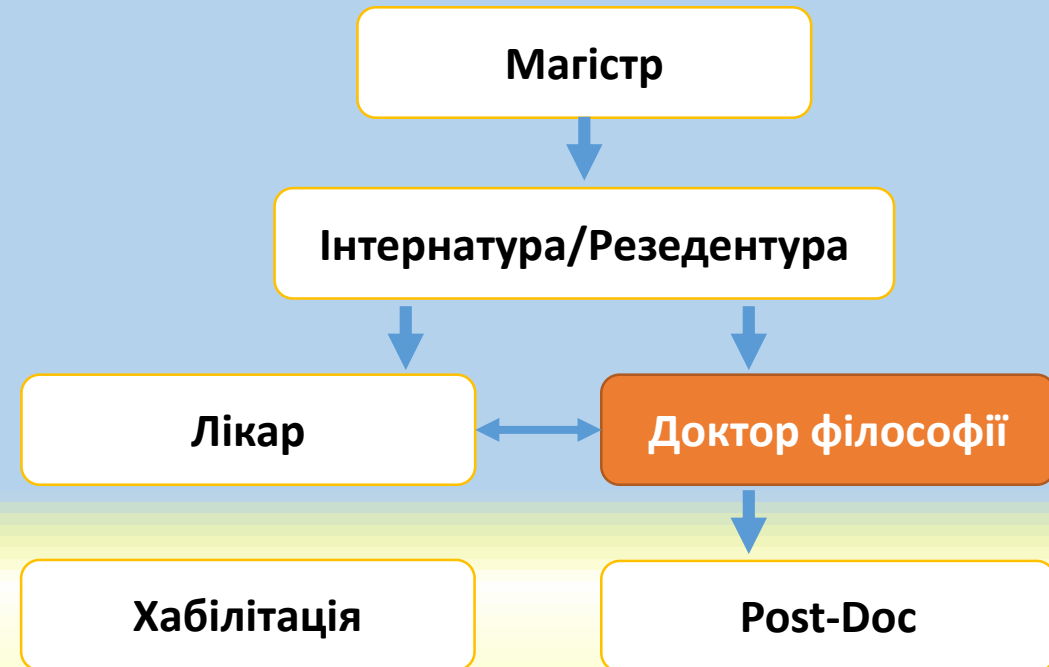 Магістр
Інтернатура/Резедентура
Лікар
Доктор філософії
Хабілітація
Post-Doc